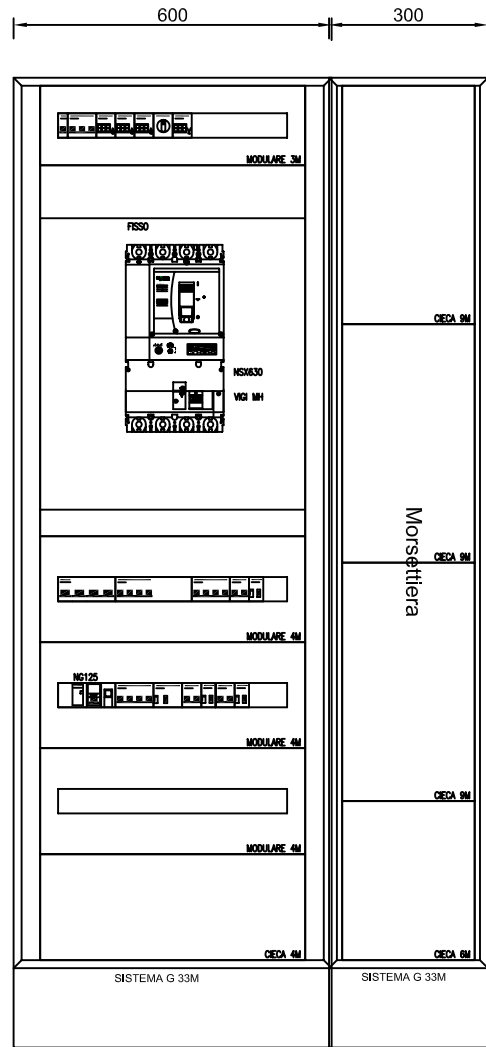 600
300
MODULARE 3M
FISSO
NSX630
VIGI MH
CIECA 9M
CIECA 9M
Morsettiera
MODULARE 4M
NG125
MODULARE 4M
CIECA 9M
MODULARE 4M
CIECA 4M
CIECA 6M
SISTEMA G 33M
SISTEMA G 33M